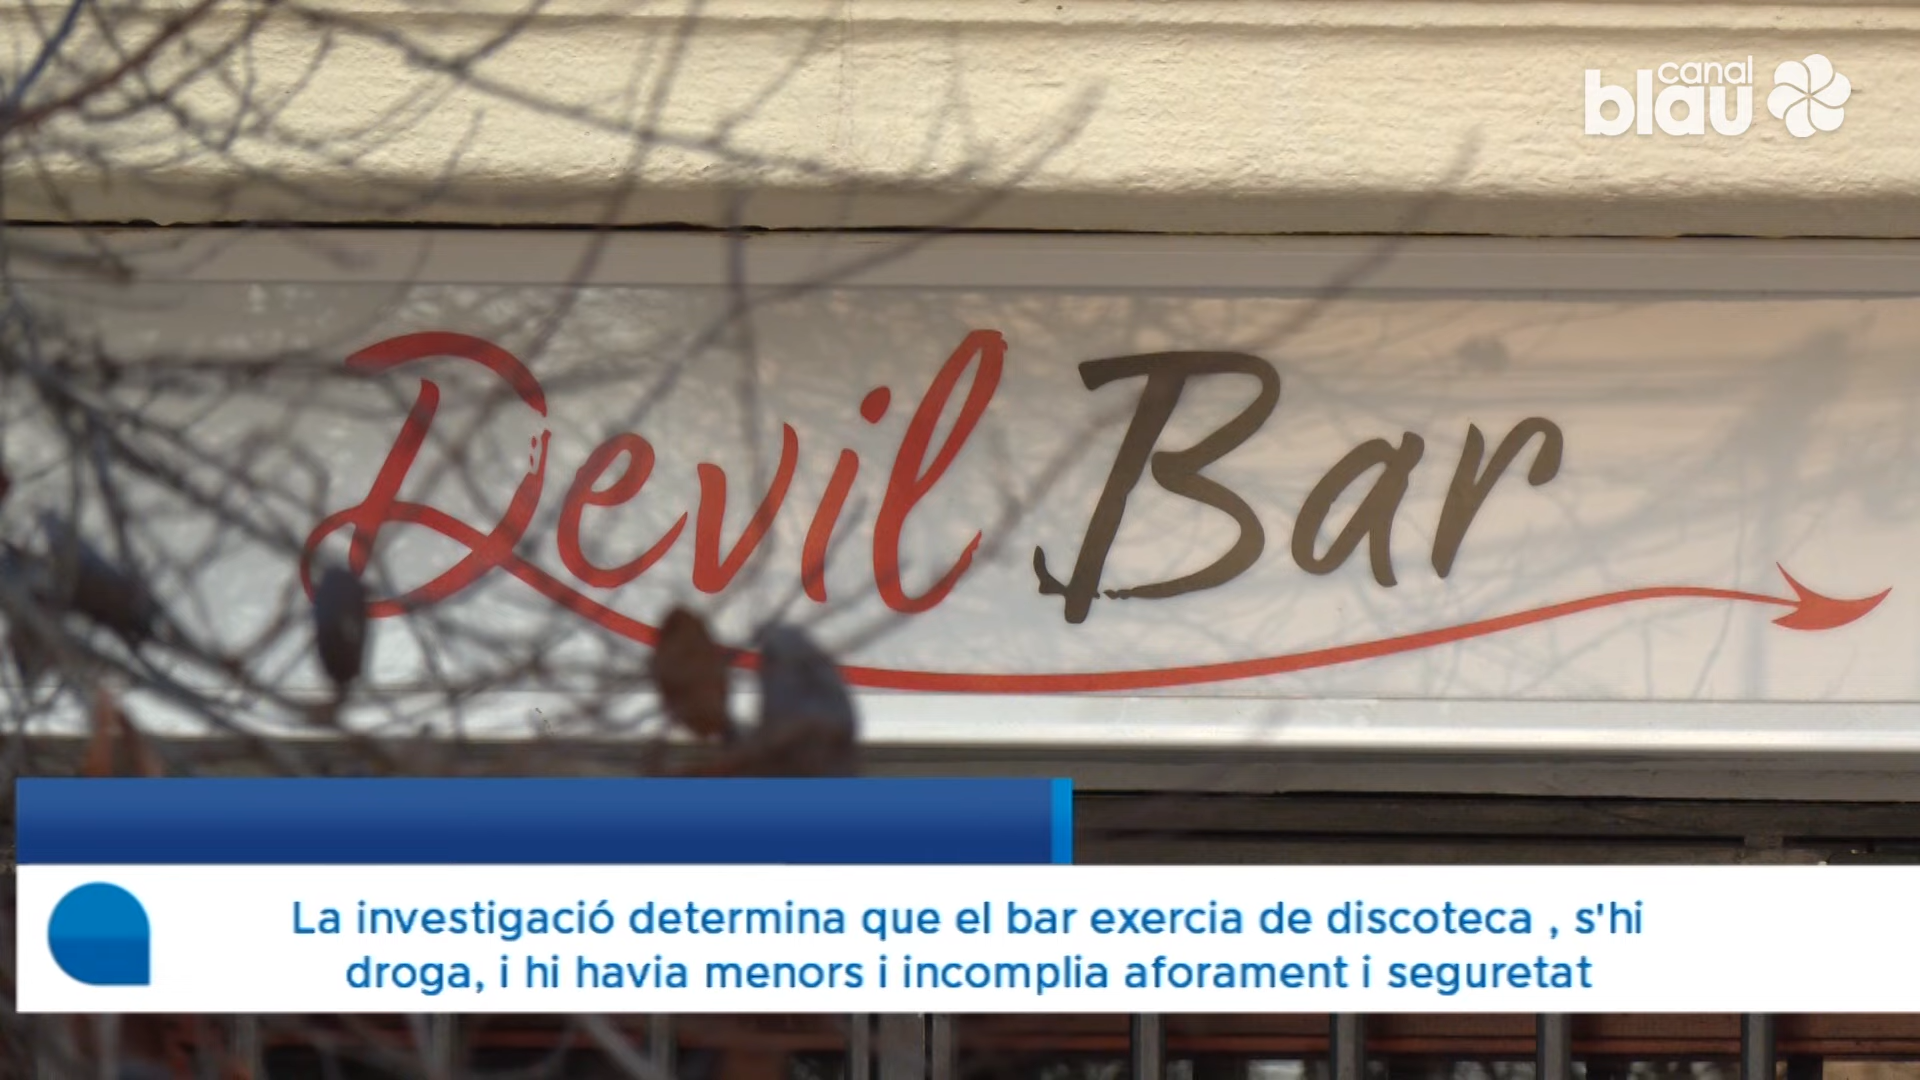 canal
blau
Devil Bar
La investigació determina que el bar exercia de discoteca , s'hi
droga, i hi havia menors i incomplia aforament i seguretat